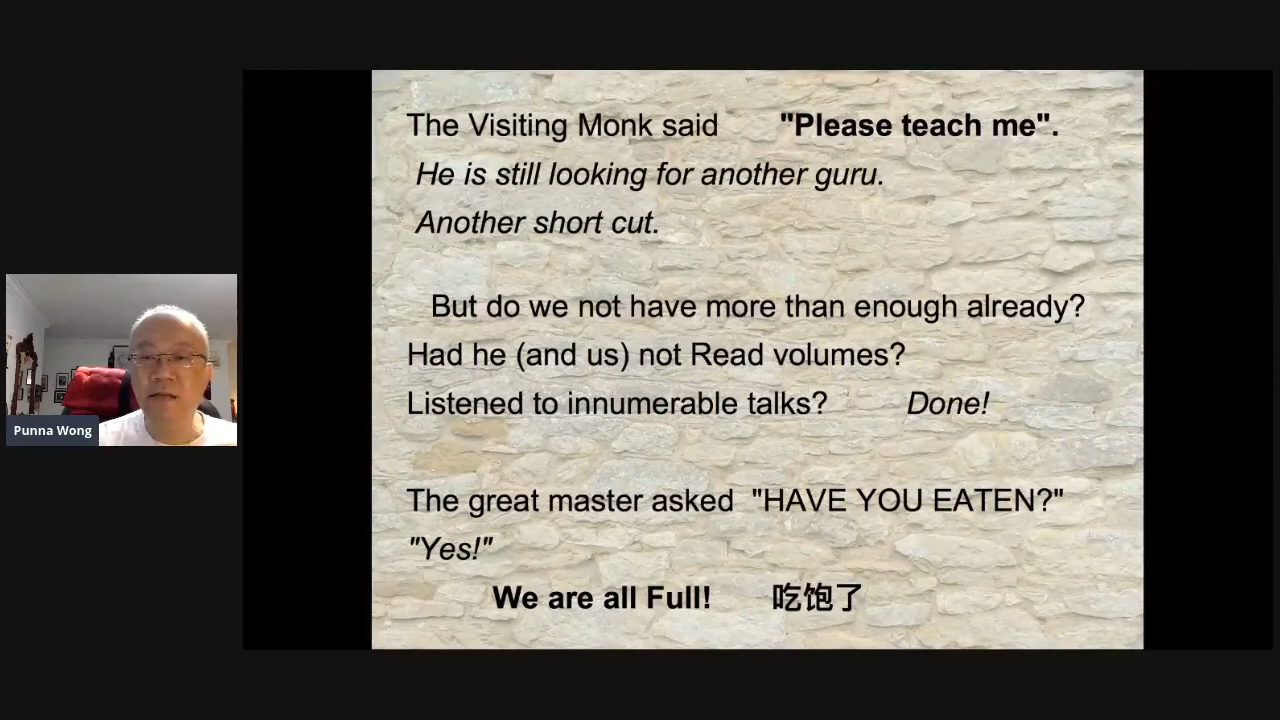 The Visiting Monk said "Please teach me".
He is still looking for another guru.
Another short cut.
But do we not have more than enough already?
Had he (and us) not Read volumes?
Listened to innumerable talks? Done!
The great master asked "HAVE YOU EATEN?"
"Yes!"
We are all Full! 吃饱了
Punna Wong